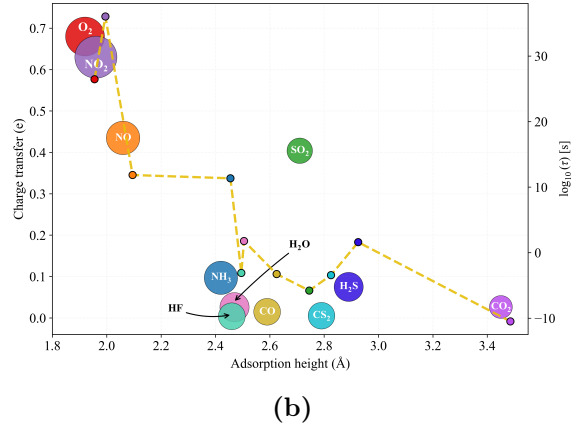 O2
NO2
NO
SO2
NH3
H2O
HF
CO
CS2
H2S
CO2
Charge transfer (e)
0.7
0.6
0.5
0.4
0.3
0.2
0.1
0.0
1.8 2.0 2.2 2.4 2.6 2.8 3.0 3.2 3.4
Adsorption height (Å)
30
20
10
0
−10
log10 (τ) [s]
(b)